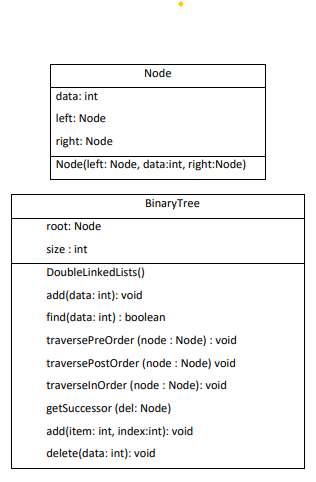 Node
data: int
left: Node
right: Node
Node(left: Node, data:int, right:Node)
BinaryTree
root: Node
size : int
DoubleLinkedLists()
add(data: int): void
find(data: int) : boolean
traversePreOrder (node : Node) : void
traversePostOrder (node : Node) void
traverseInOrder (node : Node): void
getSuccessor (del: Node)
add(item: int, index:int): void
delete(data: int): void